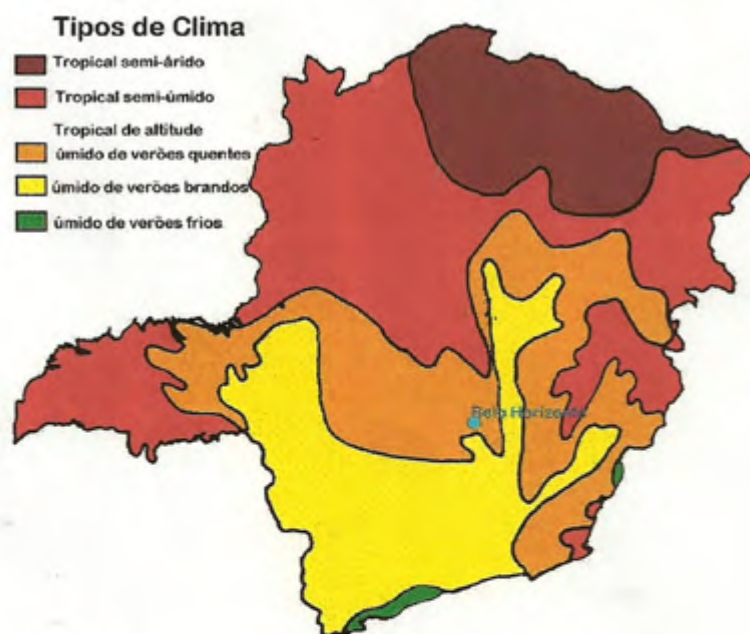 Tipos de Clima
Tropical semi-árido
Tropical semi-úmido
Tropical de altitude
úmido de verões quentes
úmido de verões brandos
úmido de verões frios
Belo Horizonte